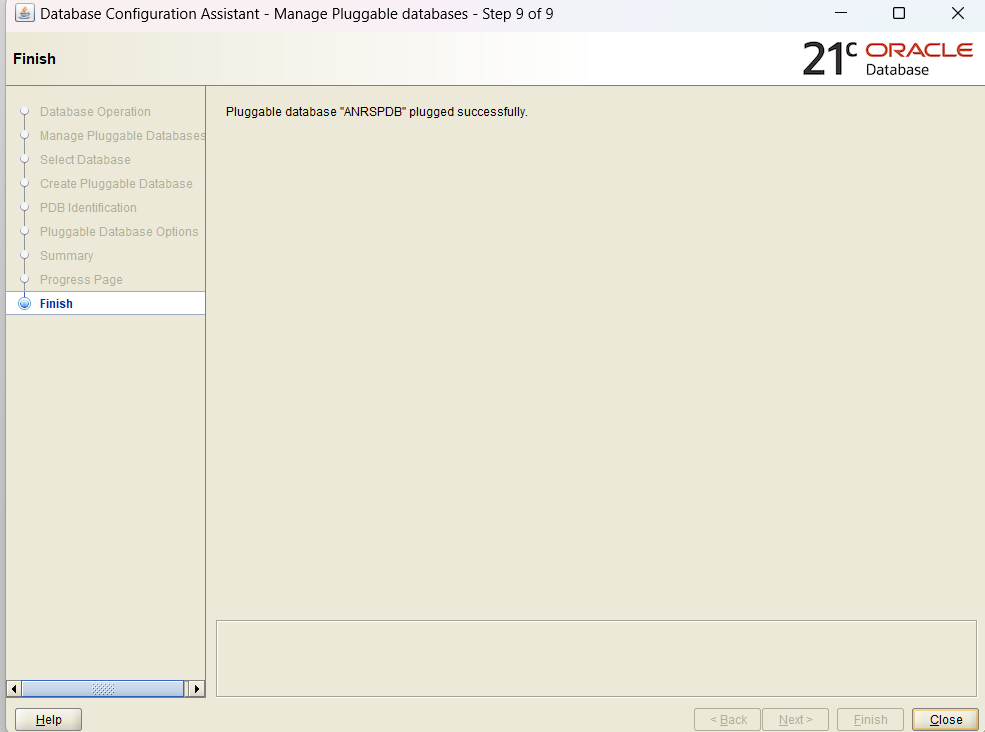 Database Configuration Assistant - Manage Pluggable databases - Step 9 of 9
Finish
21c ORACLE
Database
Database Operation
Manage Pluggable Databases
Select Database
Create Pluggable Database
PDB Identification
Pluggable Database Options
Summary
Progress Page
Finish
Pluggable database "ANRSPDB" plugged successfully.
Help
< Back
Next >
Finish
Close